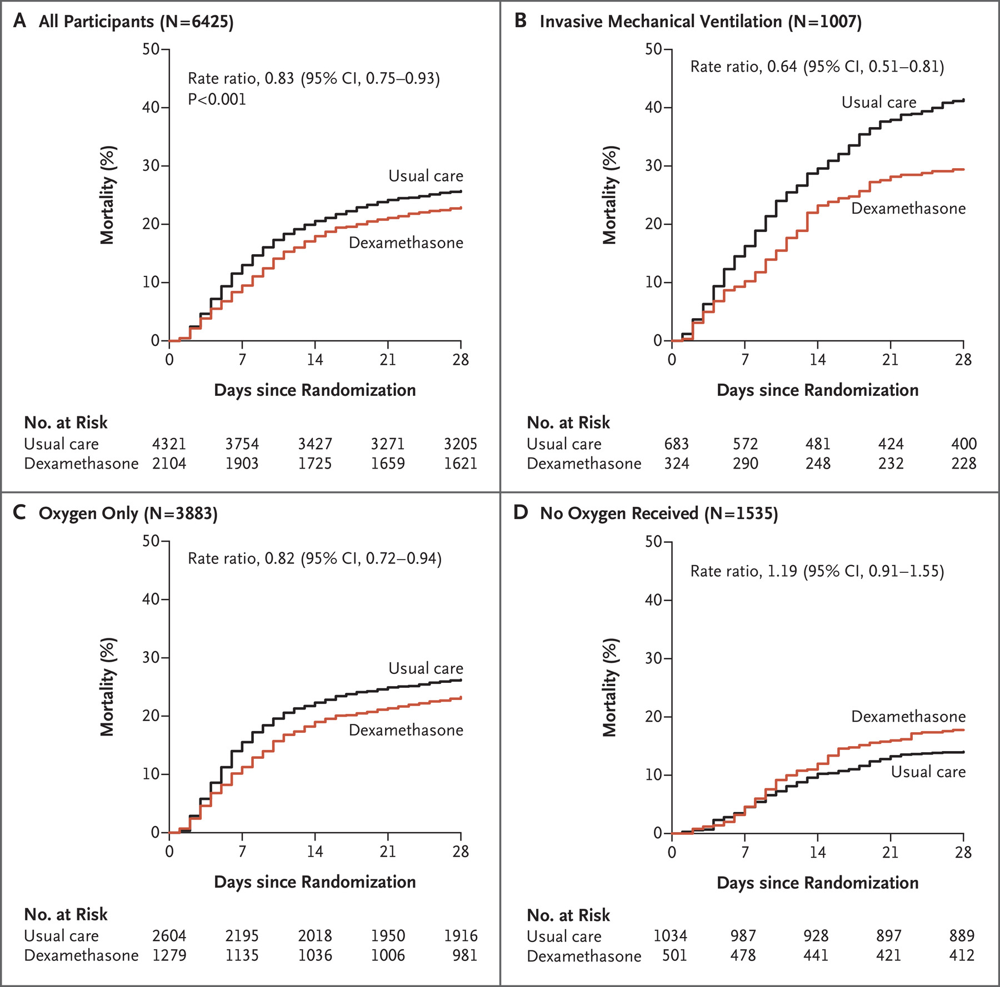 A All Participants (N=6425)
50
40
30
20
10
0
Mortality (%)
Rate ratio, 0.83 (95% CI, 0.75–0.93)
P<0.001
Usual care
Dexamethasone
0 7 14 21 28
Days since Randomization
No. at Risk
Usual care 4321 3754 3427 3271 3205
Dexamethasone 2104 1903 1725 1659 1621
B Invasive Mechanical Ventilation (N=1007)
50
40
30
20
10
0
Mortality (%)
Rate ratio, 0.64 (95% CI, 0.51–0.81)
Usual care
Dexamethasone
0 7 14 21 28
Days since Randomization
No. at Risk
Usual care 683 572 481 424 400
Dexamethasone 324 290 248 232 228
C Oxygen Only (N=3883)
50
40
30
20
10
0
Mortality (%)
Rate ratio, 0.82 (95% CI, 0.72–0.94)
Usual care
Dexamethasone
0 7 14 21 28
Days since Randomization
No. at Risk
Usual care 2604 2195 2018 1950 1916
Dexamethasone 1279 1135 1036 1006 981
D No Oxygen Received (N=1535)
50
40
30
20
10
0
Mortality (%)
Rate ratio, 1.19 (95% CI, 0.91–1.55)
Dexamethasone
Usual care
0 7 14 21 28
Days since Randomization
No. at Risk
Usual care 1034 987 928 897 889
Dexamethasone 501 478 441 421 412